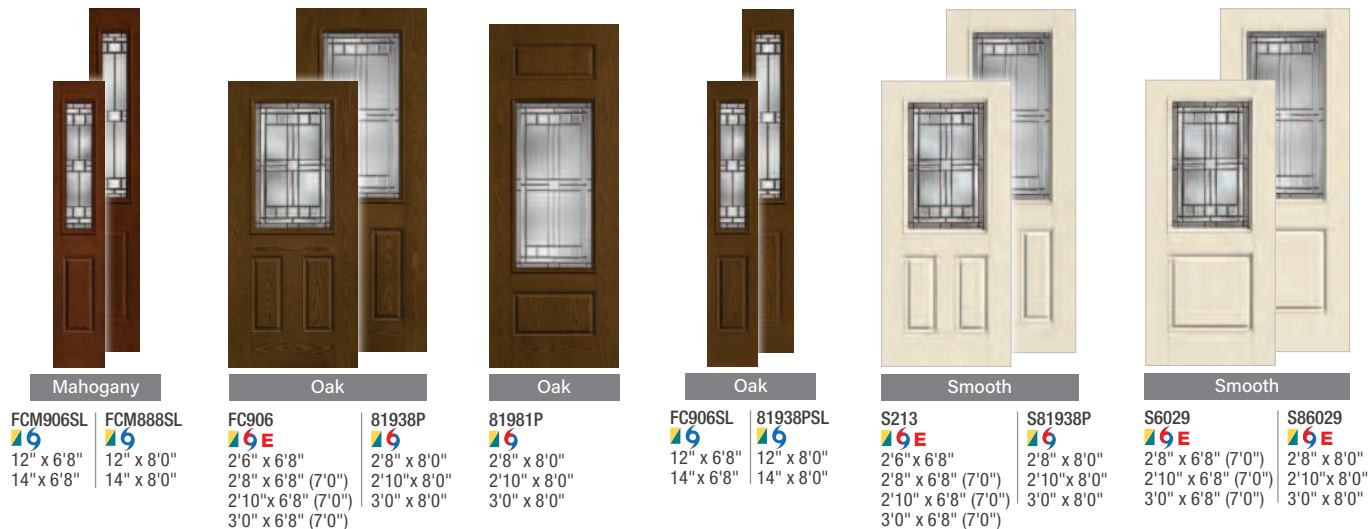 Mahogany
FCM906SL
12" x 6'8"
14"x 6'8"
FCM888SL
12" x 8'0"
14" x 8'0"
Oak
FC906
E
2'6" x 6'8"
2'8" x 6'8" (7'0")
2'10"x 6'8" (7'0")
3'0" x 6'8" (7'0")
81938P
2'8" x 8'0"
2'10"x 8'0"
3'0" x 8'0"
Oak
81981P
2'8" x 8'0"
2'10" x 8'0"
3'0" x 8'0"
Oak
FC906SL
12" x 6'8"
14" x 6'8"
81938PSL
12" x 8'0"
14" x 8'0"
Smooth
S213
E
2'6"x 6'8"
2'8" x 6'8" (7'0")
2'10" x 6'8" (7'0")
3'0" x 6'8" (7'0")
S81938P
2'8" x 8'0"
2'10"x 8'0"
3'0" x 8'0"
Smooth
S6029
E
2'8" x 6'8" (7'0")
2'10" x 6'8" (7'0")
3'0" x 6'8" (7'0")
S86029
E
2'8" x 8'0"
2'10" x 8'0"
3'0" x 8'0"